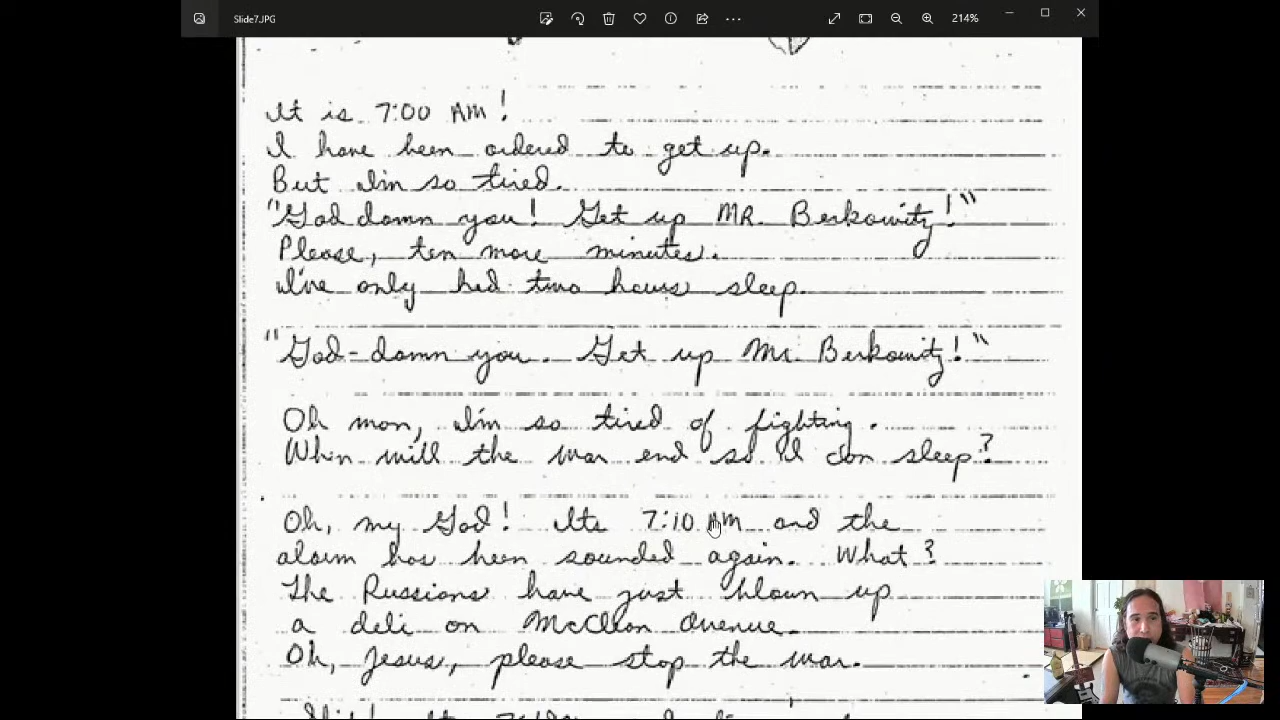 Slide7.JPG
214%
It is 7:00 AM!
I have been ordered to get up.
But I'm so tired.
"God damn you! Get up MR. Berkowitz!"
Please, ten more minutes.
I've only had two hours sleep.
"God-damn you. Get up Mr. Berkowitz!"
Oh man, I'm so tired of fighting.
When will the war end so I can sleep?
Oh, my God! Its 7:10 AM and the
alarm has been sounded again. What?
The Russians have just blown up
a deli on avenue.
Oh, Jesus, please stop the war.